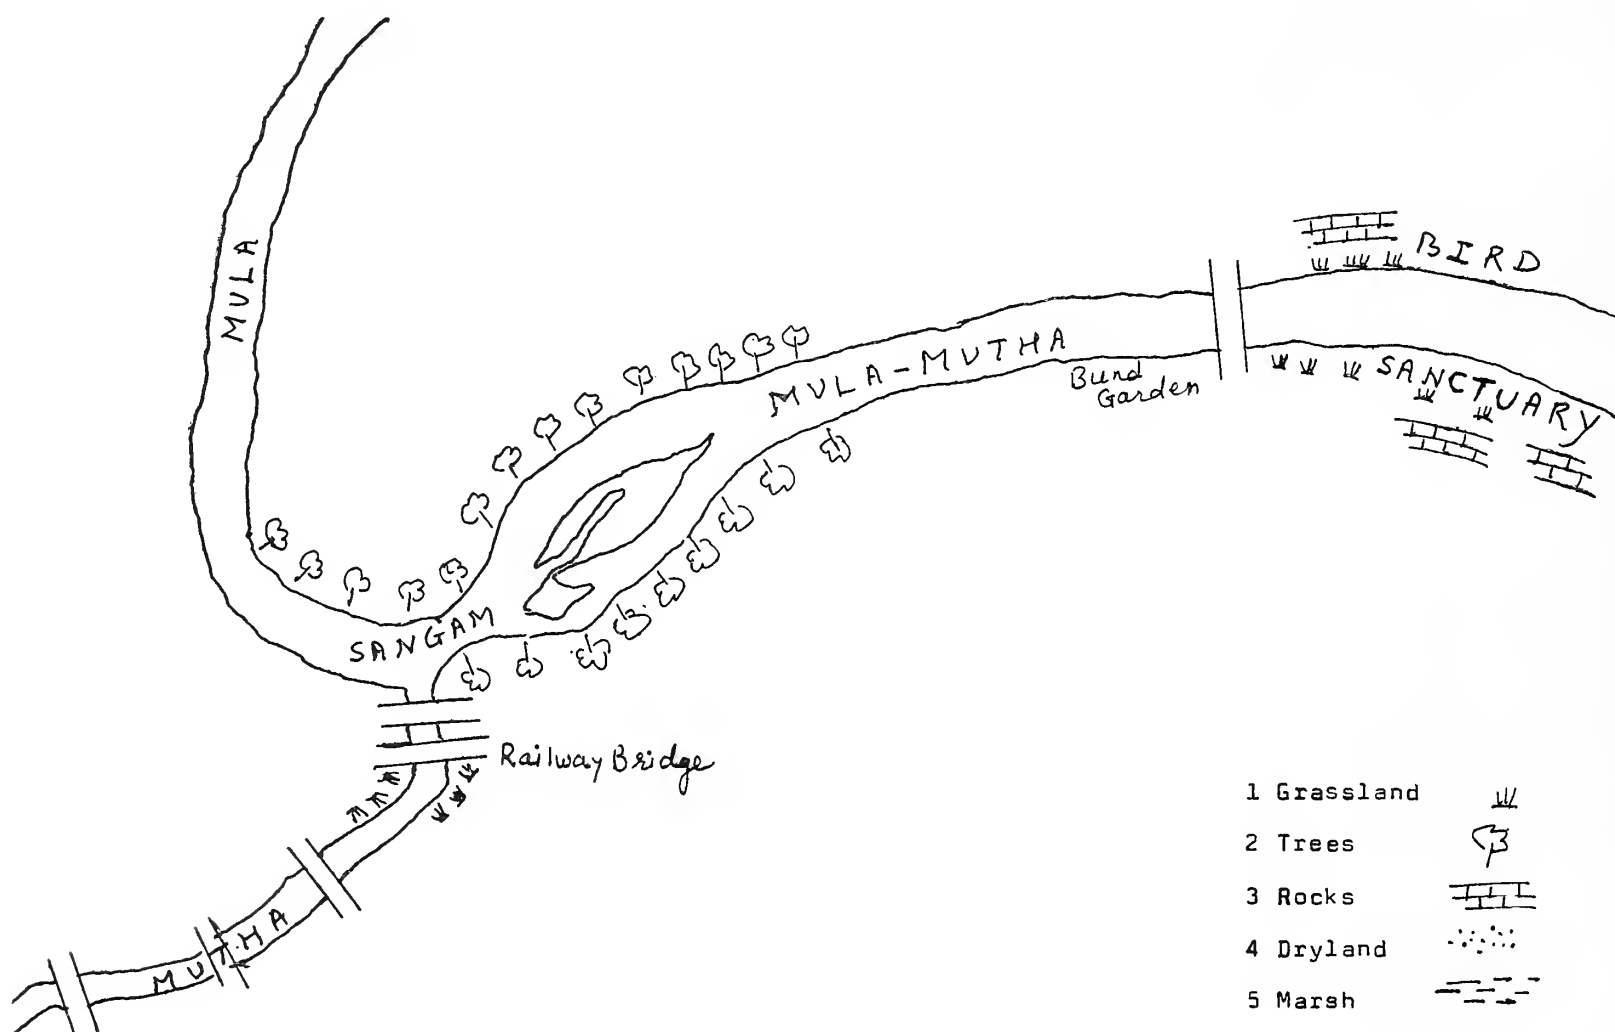 MULA
BIRD
MULA-MUTHA
Bund
Garden
SANCTUARY
SANGAM
Railway Bridge
MUTHA
1 Grassland
2 Trees
3 Rocks
4 Dryland
5 Marsh